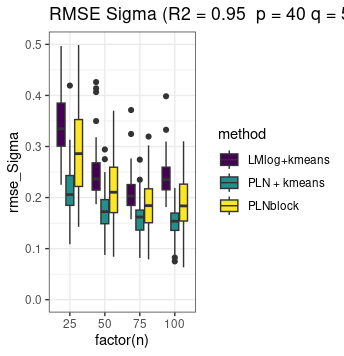 RMSE Sigma (R2 = 0.95 p = 40 q =
0.5
0.4
0.3
0.2
0.1
0.0
rmse_Sigma
25 50 75 100
factor(n)
method
LMlog+kmeans
PLN + kmeans
PLNblock